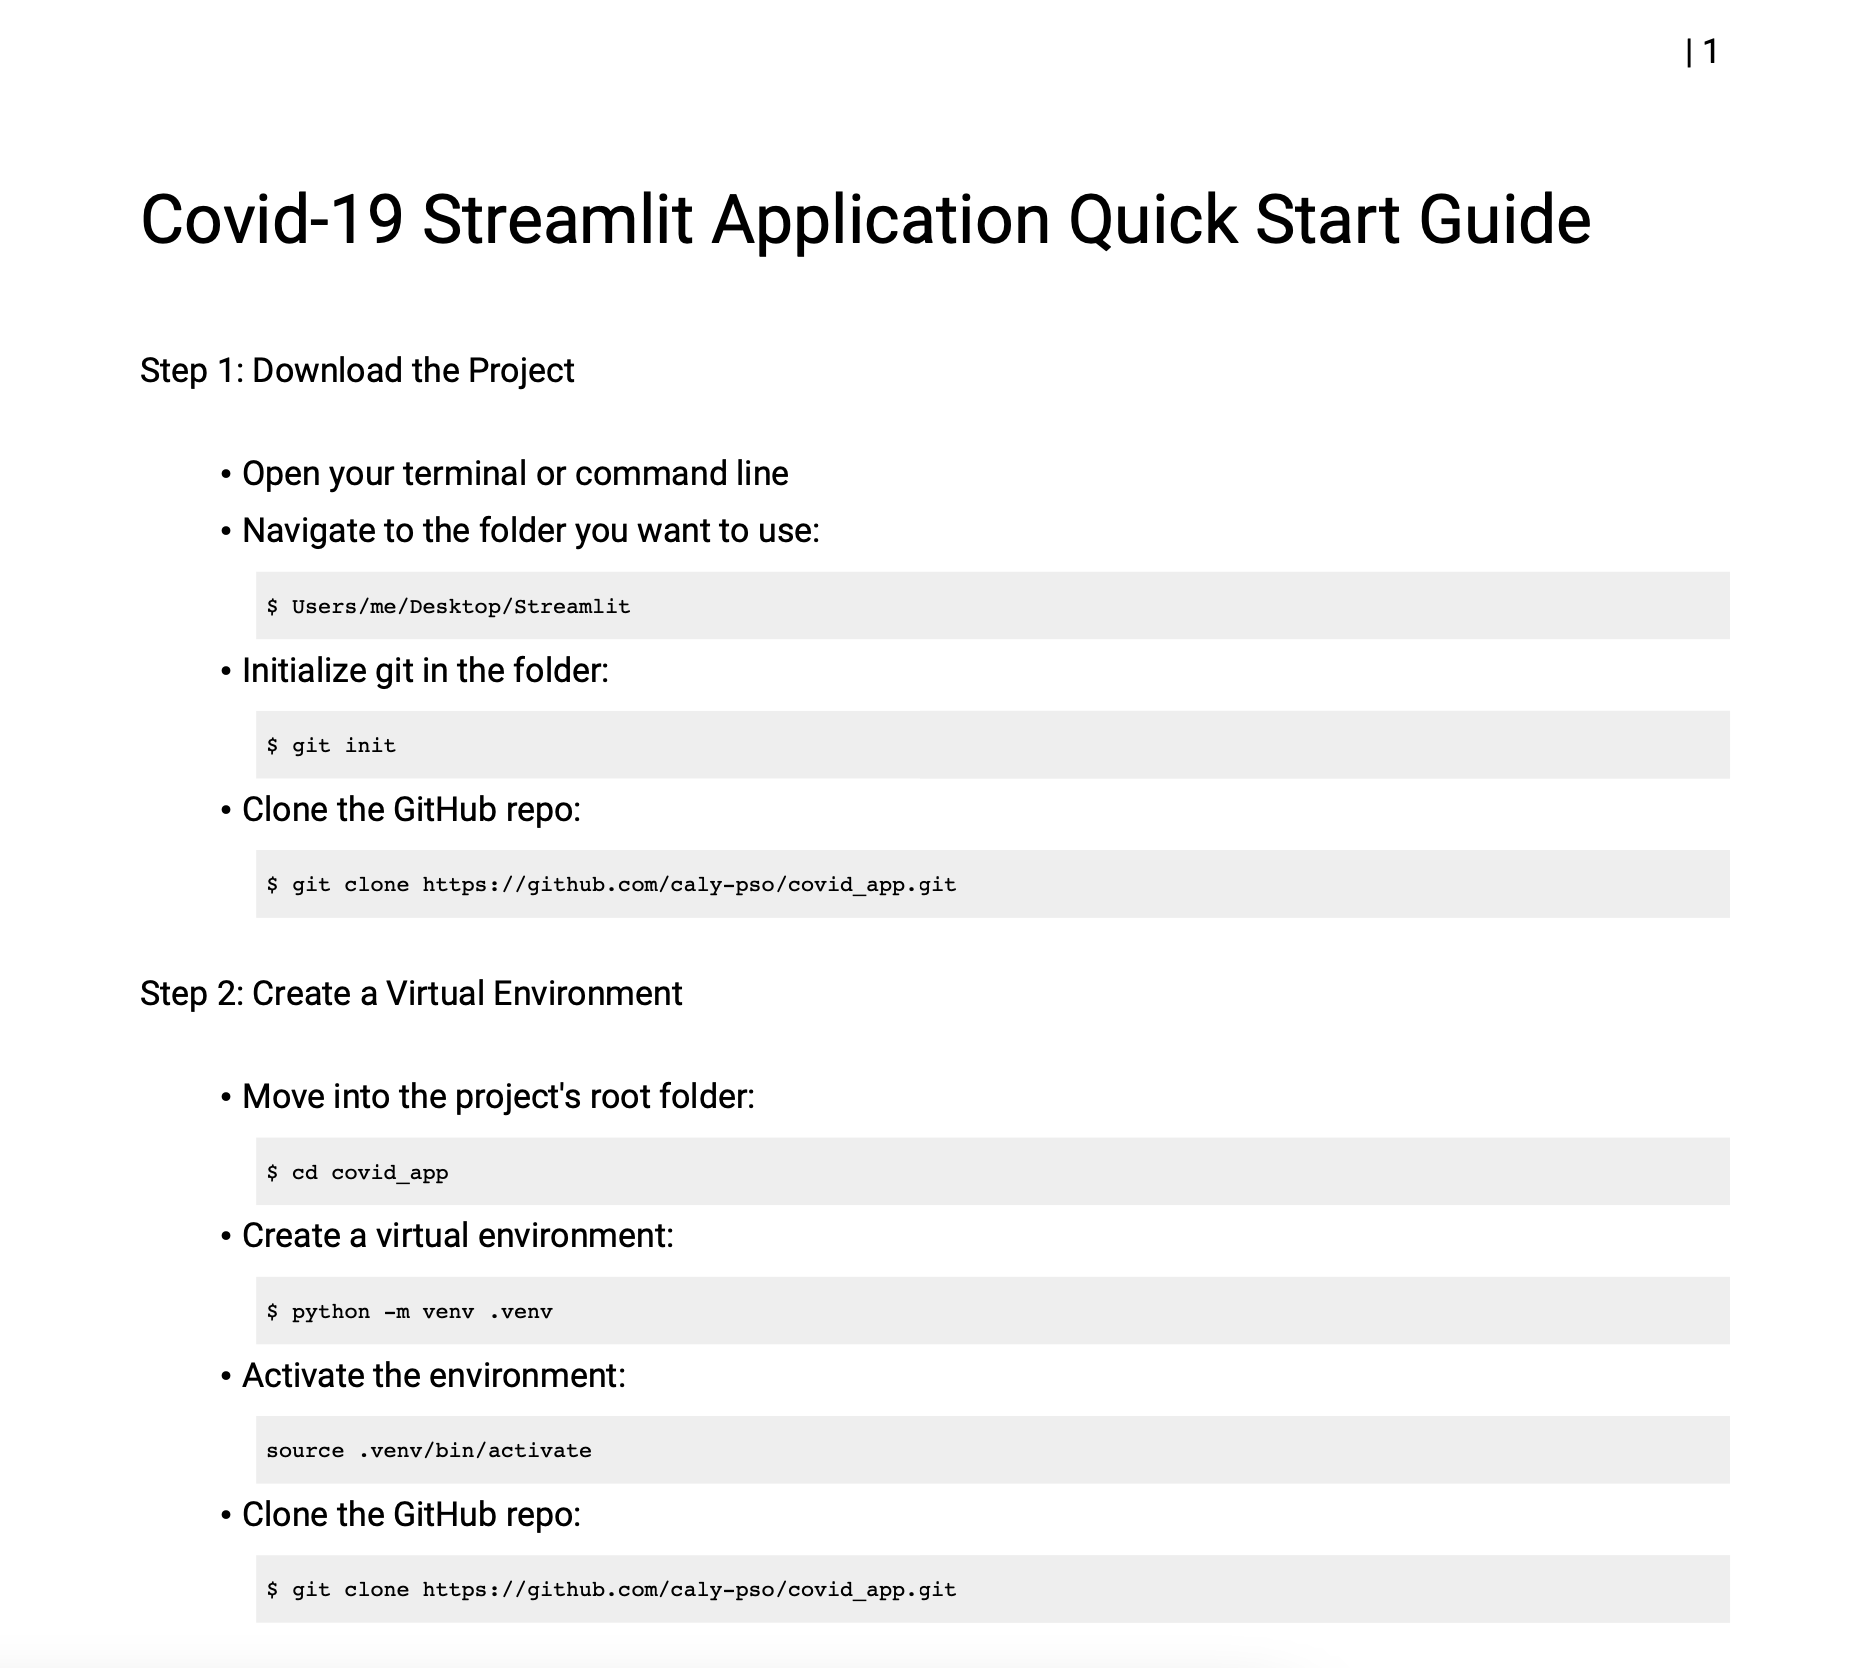 | 1
Covid-19 Streamlit Application Quick Start Guide
Step 1: Download the Project
• Open your terminal or command line
• Navigate to the folder you want to use:
$ Users/me/Desktop/Streamlit
• Initialize git in the folder:
$ git init
• Clone the GitHub repo:
$ git clone https://github.com/caly-pso/covid_app.git
Step 2: Create a Virtual Environment
• Move into the project's root folder:
$ cd covid_app
• Create a virtual environment:
$ python -m venv .venv
• Activate the environment:
source .venv/bin/activate
• Clone the GitHub repo:
$ git clone https://github.com/caly-pso/covid_app.git